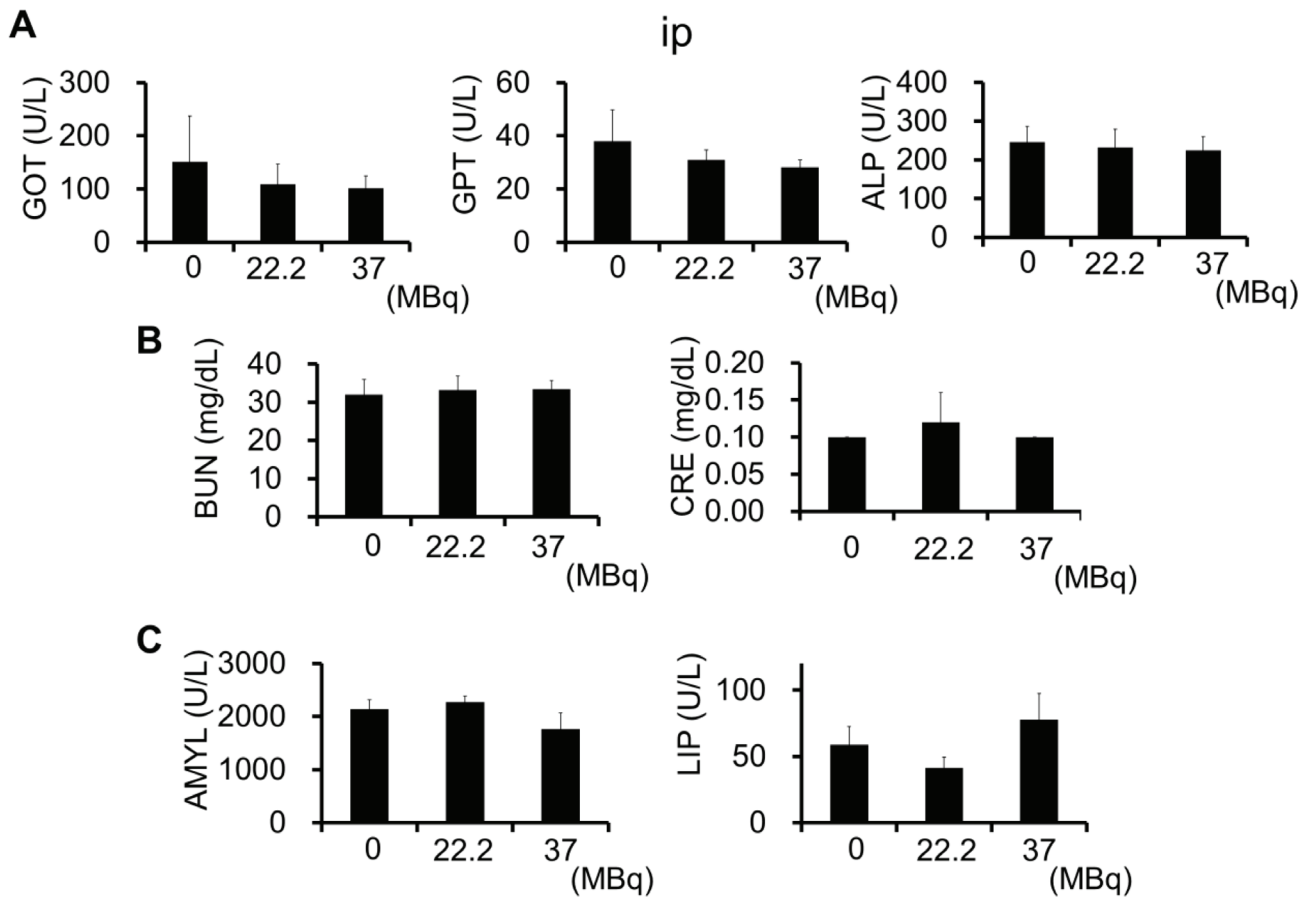 A
ip
GOT (U/L)
300
200
100
0
0 22.2 37
(MBq)
GPT (U/L)
60
40
20
0
0 22.2 37
(MBq)
ALP (U/L)
400
300
200
100
0
0 22.2 37
(MBq)
B
BUN (mg/dL)
40
30
20
10
0
0 22.2 37
(MBq)
CRE (mg/dL)
0.20
0.15
0.10
0.05
0.00
0 22.2 37
(MBq)
C
AMYL (U/L)
3000
2000
1000
0
0 22.2 37
(MBq)
LIP (U/L)
100
50
0
0 22.2 37
(MBq)